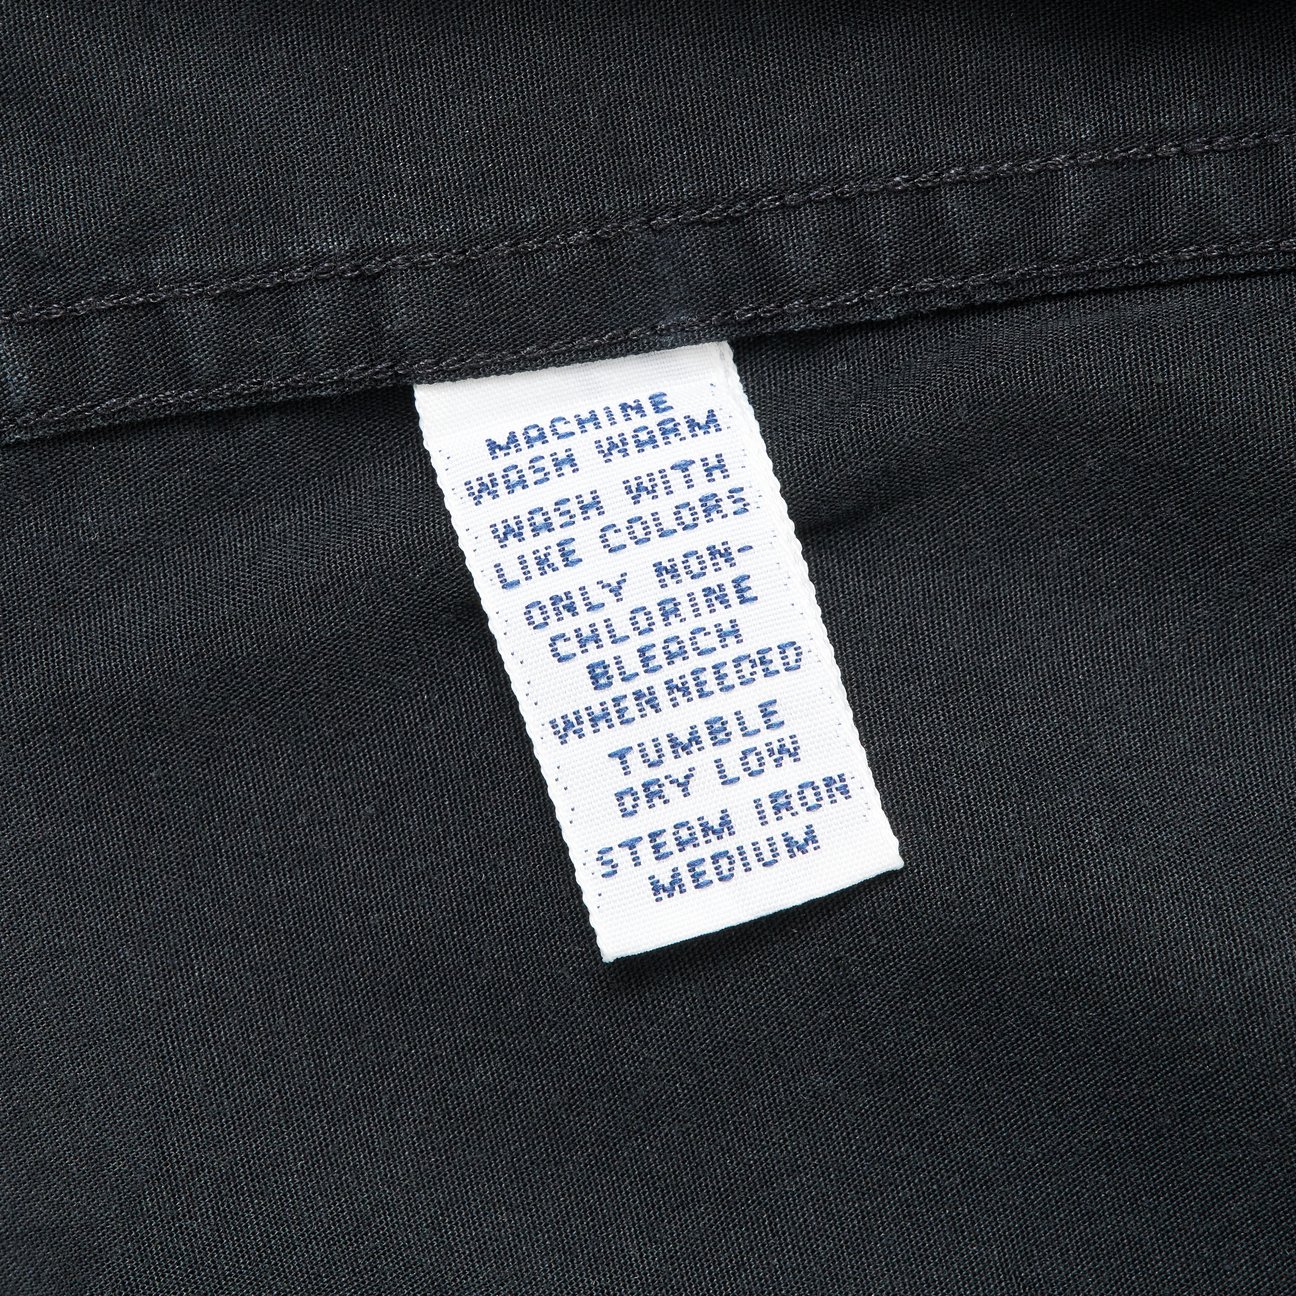 MACHINE
WASH WARM
WASH WITH
LIKE COLORS
ONLY NON-
CHLORINE
BLEACH
WHEN NEEDED
TUMBLE
DRY LOW
STEAM IRON
MEDIUM